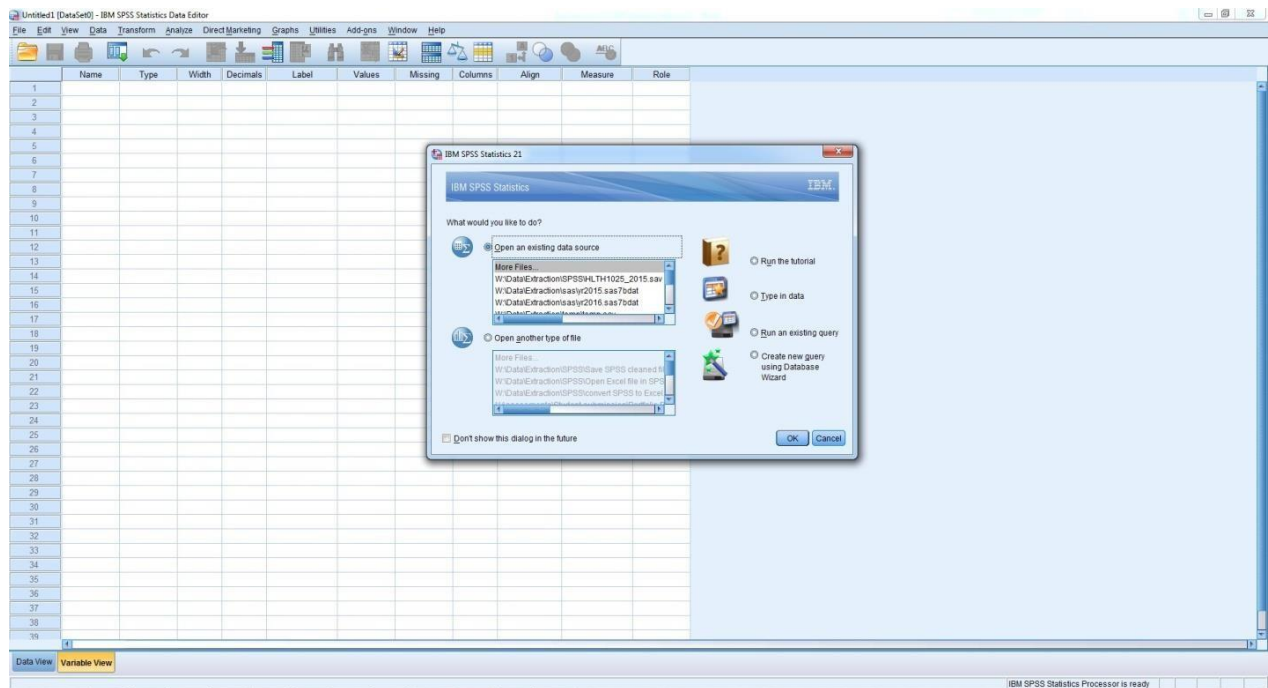 Untitled1 [DataSet0] - IBM SPSS Statistics Data Editor
File Edit View Data Transform Analyze Direct Marketing Graphs Utilities Add-ons Window Help
Name Type Width Decimals Label Values Missing Columns Align Measure Role
1
2
3
4
5
6
7
8
9
10
11
12
13
14
15
16
17
18
19
20
21
22
23
24
25
26
27
28
29
30
31
32
33
34
35
36
37
38
39
IBM SPSS Statistics 21
IBM SPSS Statistics IBM.
What would you like to do?
Open an existing data source
More Files...
W:\Data\Extraction\SPSS\HLTH1025_2015.sav
W:\Data\Extraction\sas\yr2015.sas7bdat
W:\Data\Extraction\sas\yr2016.sas7bdat
W:\Data\Extraction\temp\temp.sav
Open another type of file
More Files...
W:\Data\Extraction\SPSS\Save SPSS cleaned fil
W:\Data\Extraction\SPSS\Open Excel file in SPS
W:\Data\Extraction\SPSS\convert SPSS to Excel
Run the tutorial
Type in data
Run an existing query
Create new query
using Database
Wizard
Don't show this dialog in the future
OK Cancel
Data View Variable View
IBM SPSS Statistics Processor is ready